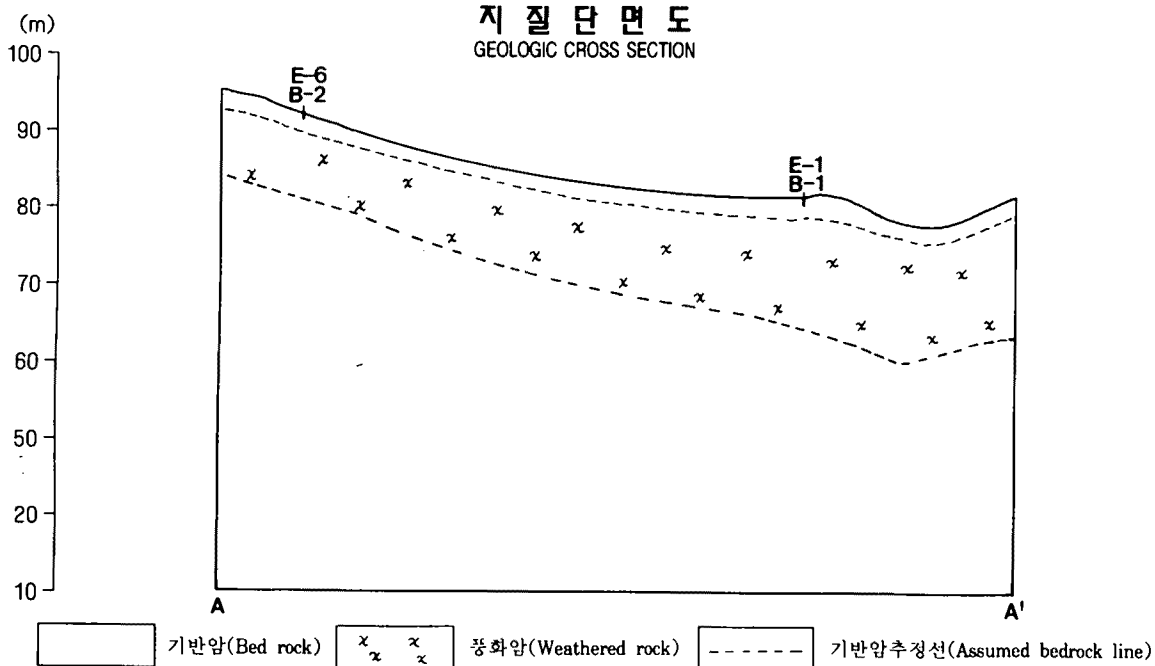 지 질 단 면 도
GEOLOGIC CROSS SECTION
(m)
100
90
80
70
60
50
20
10
E-6
B-2
E-1
B-1
A
A'
기반암(Bed rock)
풍화암(Weathered rock)
기반암추정선(Assumed bedrock line)